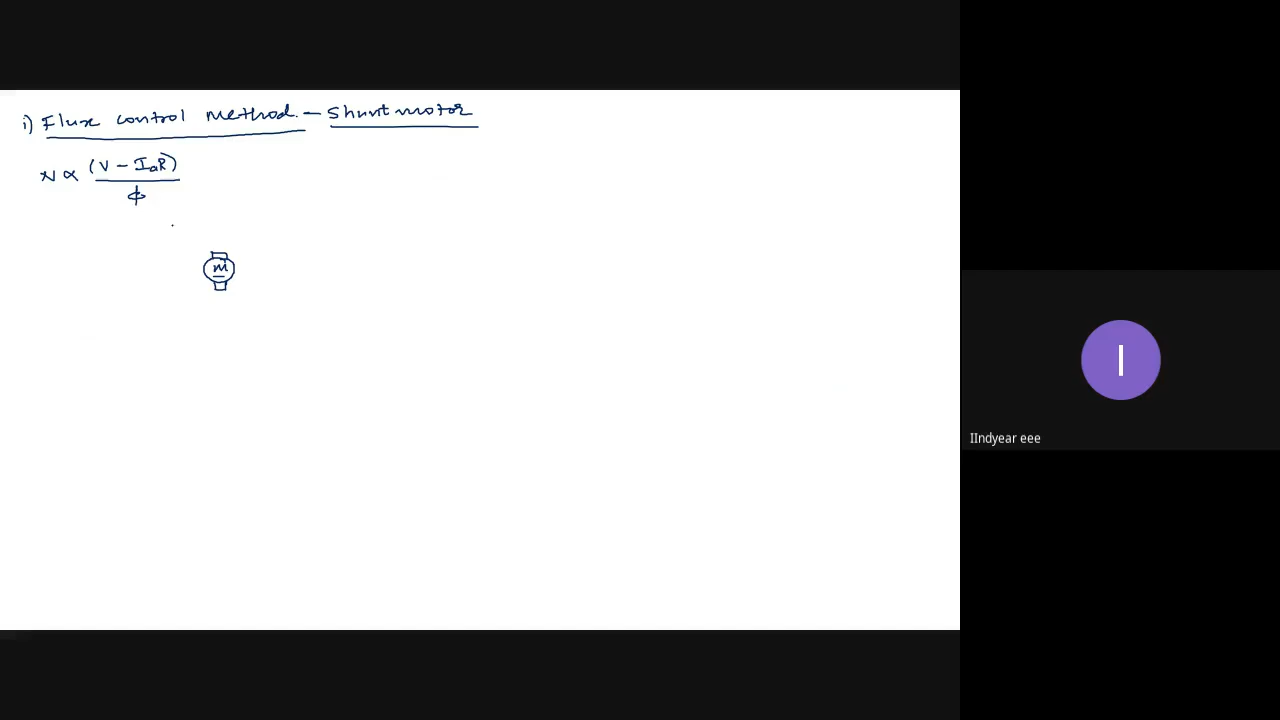 i) Flux control method. - Shunt motor
N ∝ (V - IaR) / ϕ
M
I
IIndyear eee